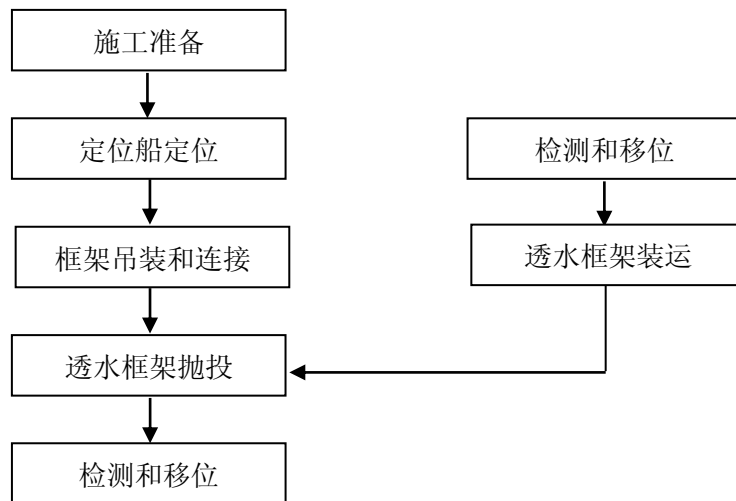 施工准备
定位船定位
框架吊装和连接
透水框架抛投
检测和移位
检测和移位
透水框架装运